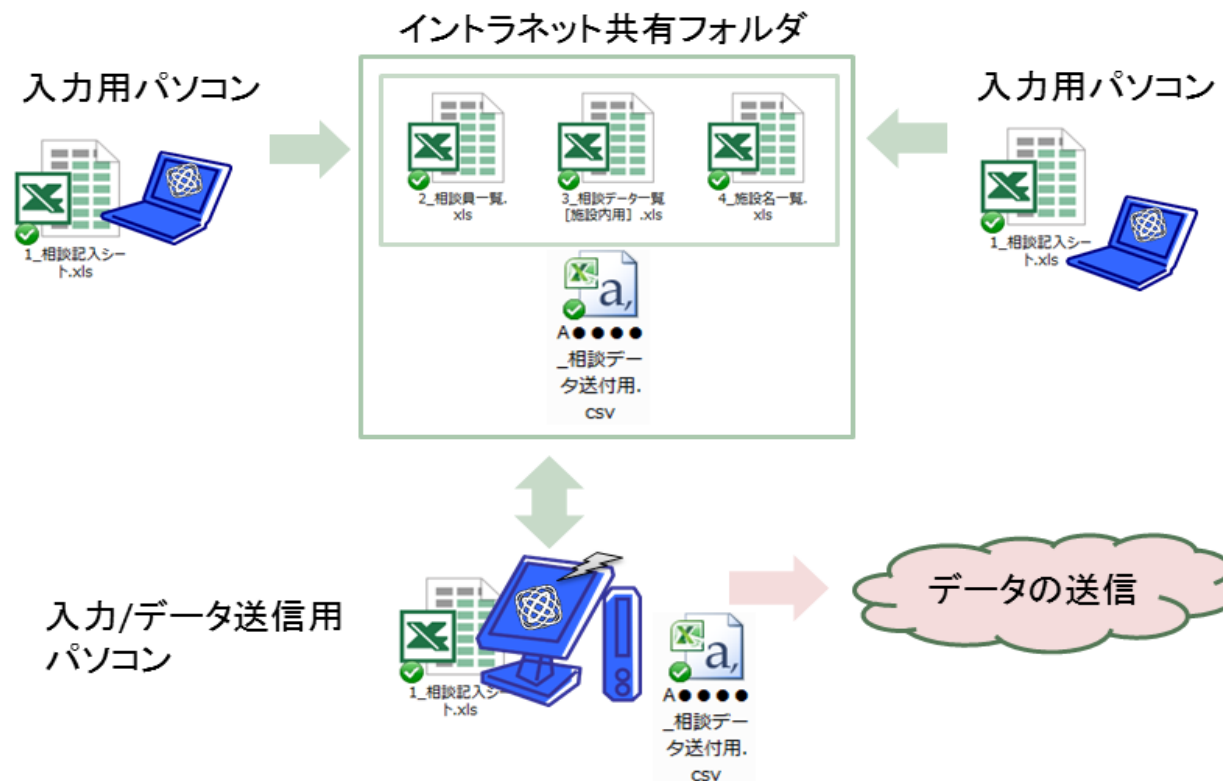 イントラネット共有フォルダ
入力用パソコン
入力用パソコン
2_相談員一覧.
xls
3_相談データ一覧
[施設内用] .xls
4_施設名一覧.
xls
1_相談記入シー
ト.xls
1_相談記入シー
ト.xls
a,
A●●●●
_相談デー
タ送付用.
csv
入力/データ送信用
パソコン
1_相談記入シー
ト.xls
a,
A●●●●
_相談デー
タ送付用.
csv
データの送信